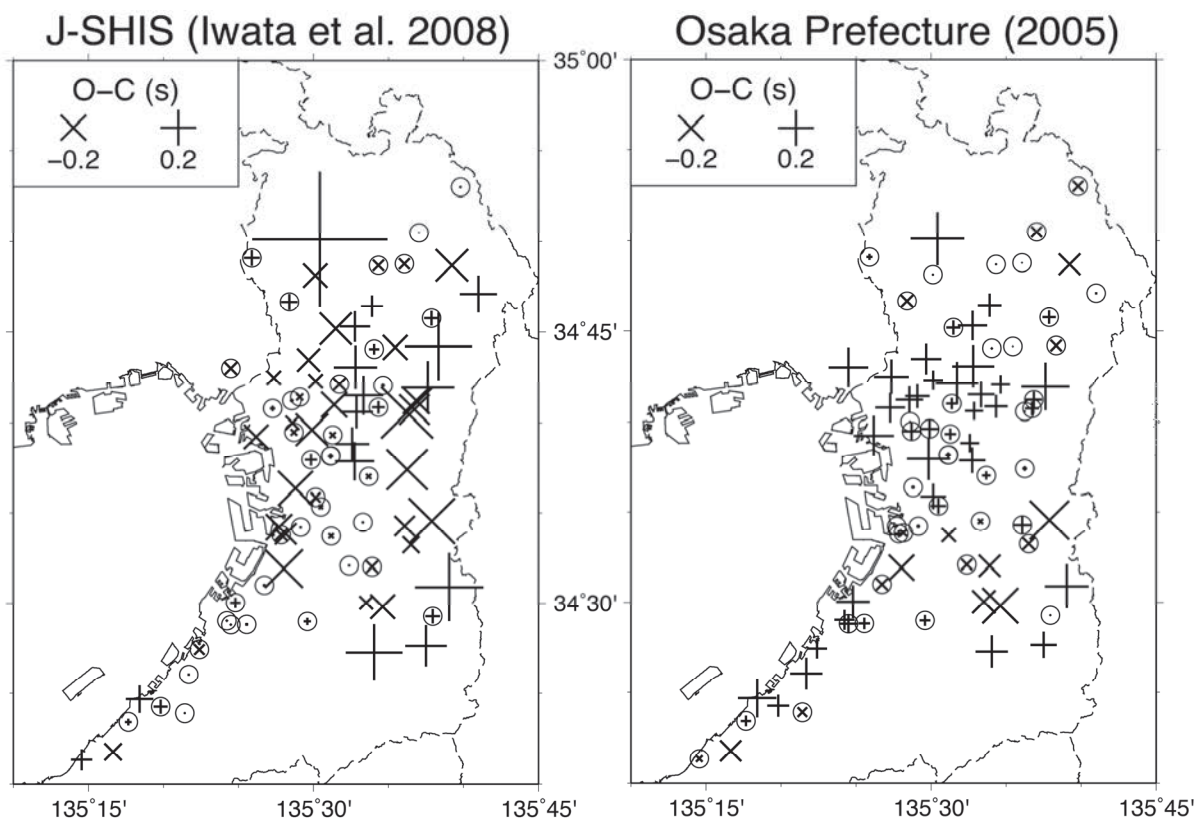 J-SHIS (Iwata et al. 2008)
Osaka Prefecture (2005)
O−C (s)
−0.2 0.2
O−C (s)
−0.2 0.2
35°00'
34°45'
34°30'
135°15' 135°30' 135°45'
135°15' 135°30' 135°45'